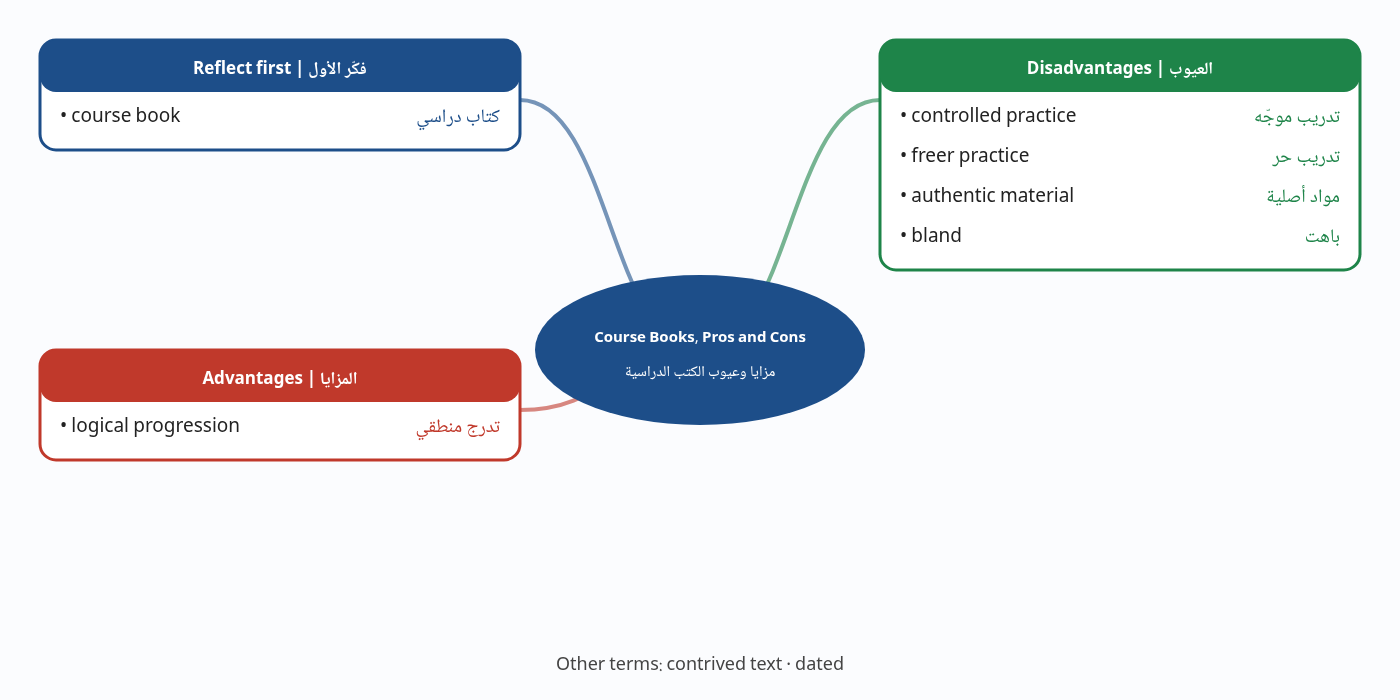 Reflect first | فكّر الأول
• course book كتاب دراسي
Disadvantages | العيوب
• controlled practice تدريب موجّه
• freer practice تدريب حر
• authentic material مواد أصلية
• bland باهت
Course Books, Pros and Cons
مزايا وعيوب الكتب الدراسية
Advantages | المزايا
• logical progression تدرج منطقي
Other terms: contrived text · dated